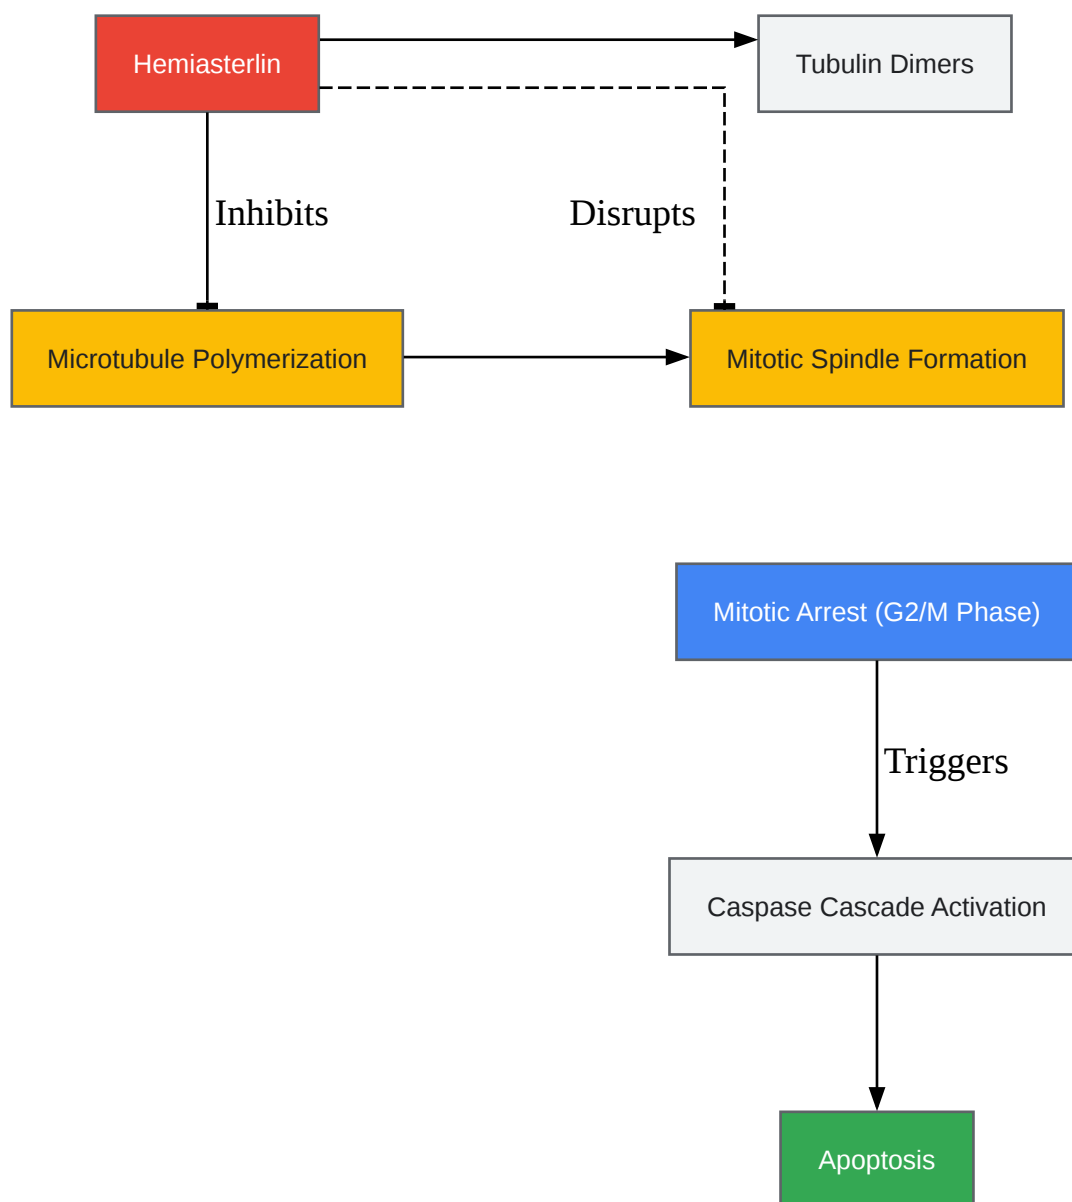 Hemiasterlin
Tubulin Dimers
Inhibits
Disrupts
Microtubule Polymerization
Mitotic Spindle Formation
Mitotic Arrest (G2/M Phase)
Triggers
Caspase Cascade Activation
Apoptosis